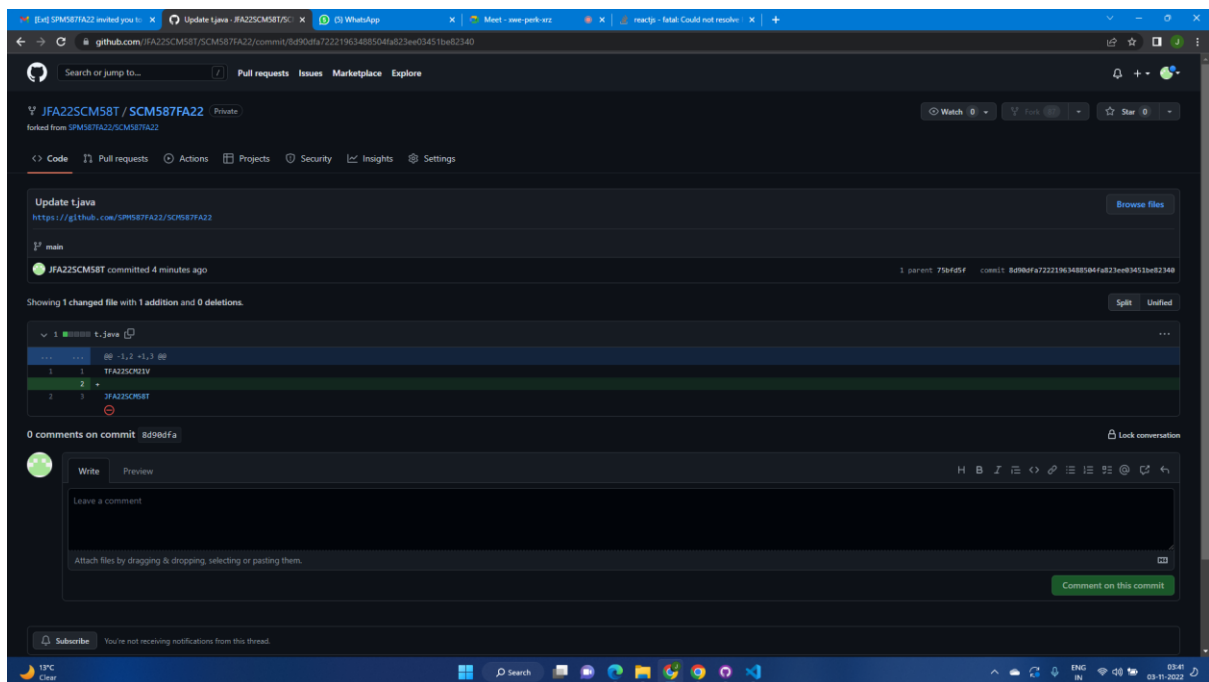 [Ext] SPM587FA22 invited you to
Update t.java · JFA22SCM58T/SC
(5) WhatsApp
Meet - xwe-perk-xrz
reactjs - fatal: Could not resolve
github.com/JFA22SCM58T/SCM587FA22/commit/8d90dfa72221963488504fa823ee03451be82340
Search or jump to... /
Pull requests Issues Marketplace Explore
JFA22SCM58T / SCM587FA22 Private
Watch 0
Fork
Star 0
forked from SPM587FA22/SCM587FA22
Code Pull requests Actions Projects Security Insights Settings
Update t.java
Browse files
https://github.com/SPM587FA22/SCM587FA22
main
JFA22SCM58T committed 4 minutes ago
1 parent 75bfd5f commit 8d90dfa72221963488504fa823ee03451be82340
Showing 1 changed file with 1 addition and 0 deletions.
Split Unified
1 t.java
...
... ... @@ -1,2 +1,3 @@
1 1 TFA22SCM21V
2 +
2 3 JFA22SCM58T
0 comments on commit 8d90dfa
Lock conversation
Write Preview
H B I
Leave a comment
Attach files by dragging & dropping, selecting or pasting them.
Comment on this commit
Subscribe You're not receiving notifications from this thread.
13°C
Clear
Search
ENG
IN
03:41
03-11-2022